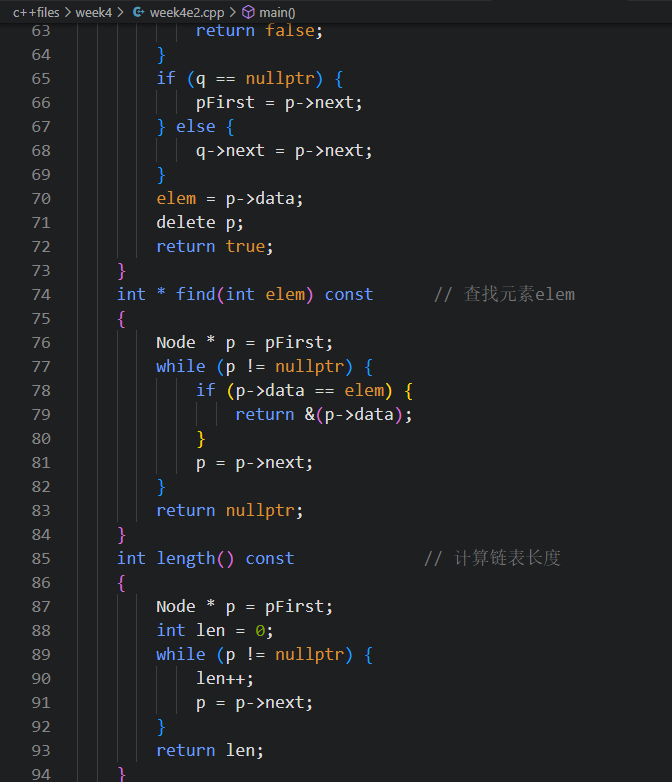 c++files > week4 > week4e2.cpp > main()
63 return false;
64 }
65 if (q == nullptr) {
66 pFirst = p->next;
67 } else {
68 q->next = p->next;
69 }
70 elem = p->data;
71 delete p;
72 return true;
73 }
74 int * find(int elem) const // 查找元素elem
75 {
76 Node * p = pFirst;
77 while (p != nullptr) {
78 if (p->data == elem) {
79 return &(p->data);
80 }
81 p = p->next;
82 }
83 return nullptr;
84 }
85 int length() const // 计算链表长度
86 {
87 Node * p = pFirst;
88 int len = 0;
89 while (p != nullptr) {
90 len++;
91 p = p->next;
92 }
93 return len;
94 }